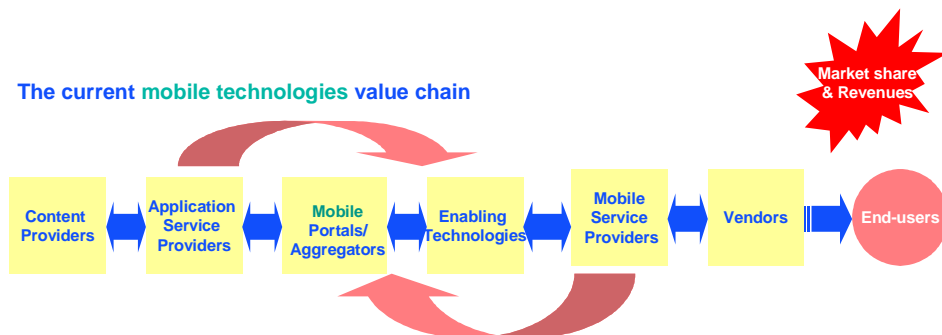 Market share
& Revenues
The current mobile technologies value chain
Content
Providers
Application
Service
Providers
Mobile
Portals/
Aggregators
Enabling
Technologies
Mobile
Service
Providers
Vendors
End-users